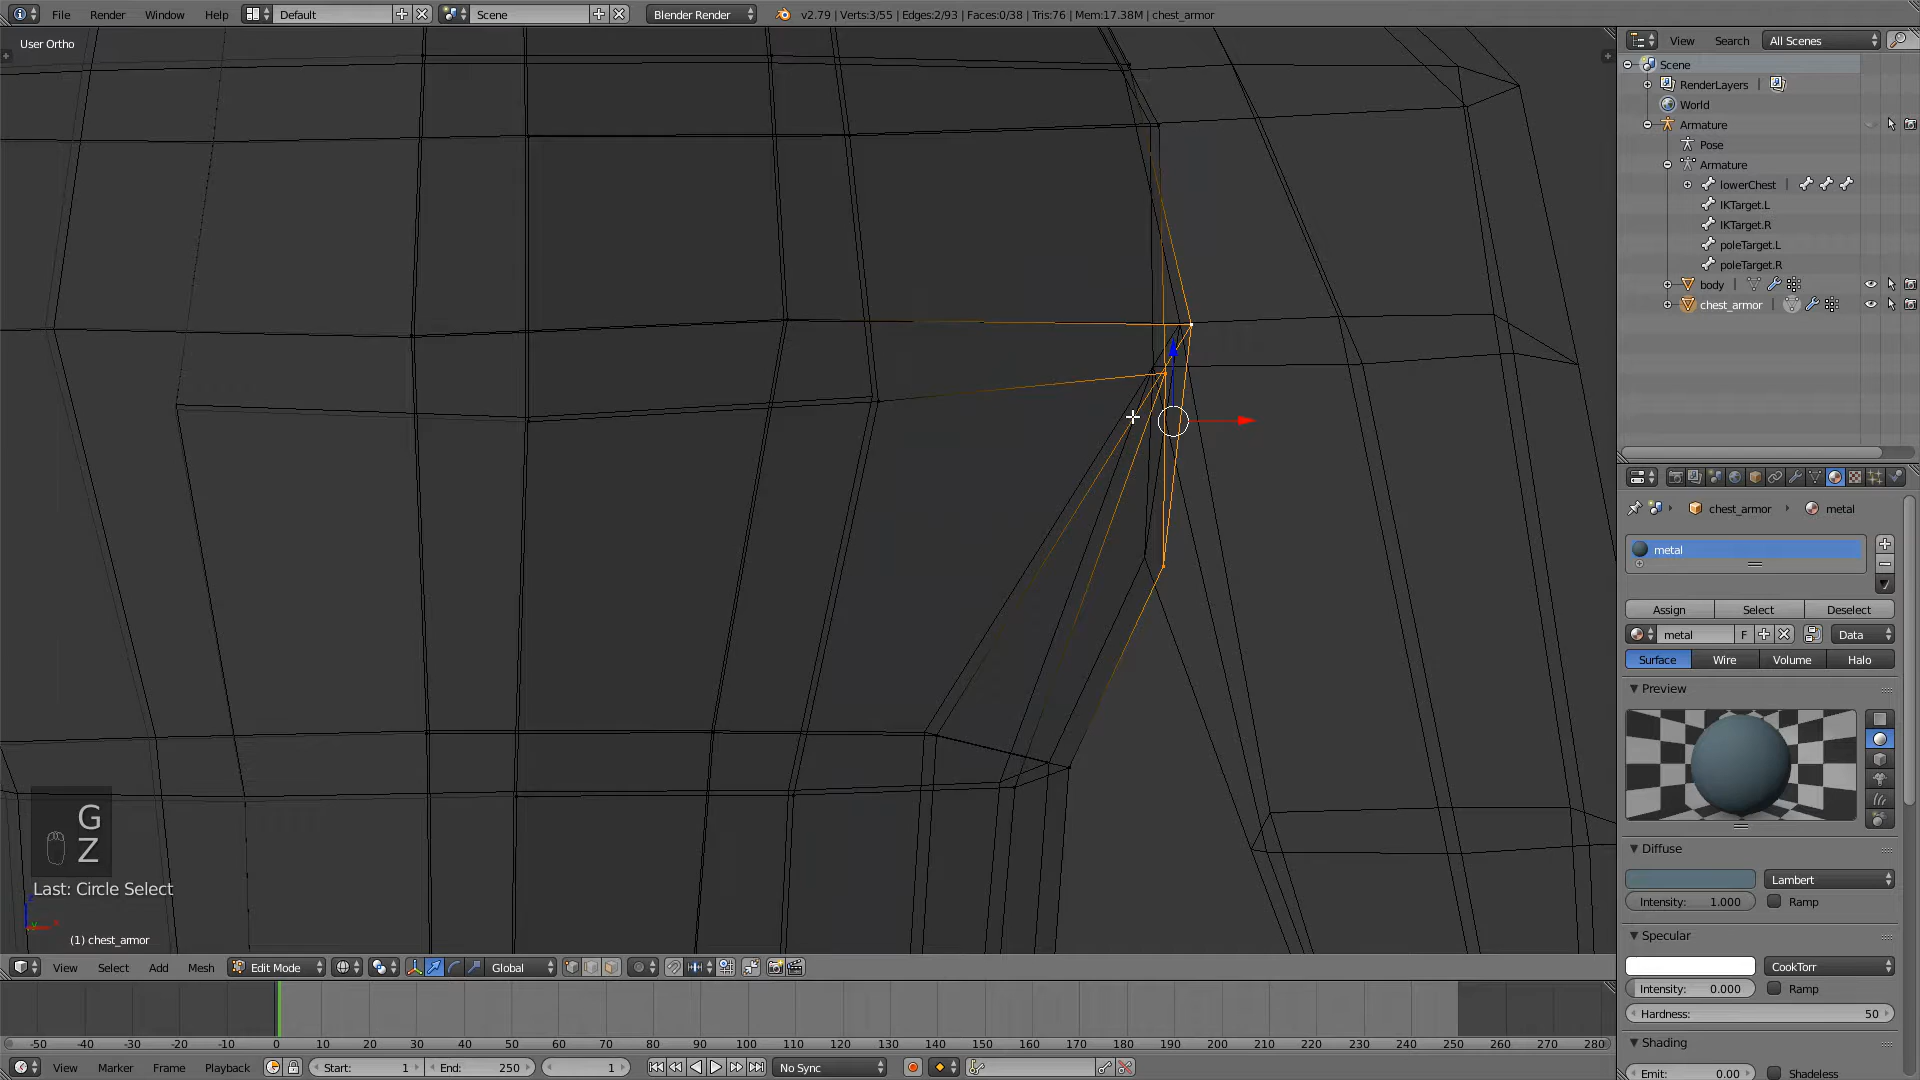 File Render Window Help Default Scene Blender Render v2.79 | Verts:3/55 | Edges:2/93 | Faces:0/38 | Tris:76 | Mem:17.38M | chest_armor
User Ortho
View Search All Scenes
Scene
RenderLayers
World
Armature
Pose
Armature
lowerChest
IKTarget.L
IKTarget.R
poleTarget.L
poleTarget.R
body
chest_armor
chest_armor metal
metal
Assign Select Deselect
metal F Data
Surface Wire Volume Halo
Preview
Diffuse
Lambert
Intensity: 1.000 Ramp
Specular
CookTorr
Intensity: 0.000 Ramp
Hardness: 50
Shading
Emit: 0.00 Shadeless
G
Z
Last: Circle Select
(1) chest_armor
View Select Add Mesh Edit Mode Global
-50 -40 -30 -20 -10 0 10 20 30 40 50 60 70 80 90 100 110 120 130 140 150 160 170 180 190 200 210 220 230 240 250 260 270 280
View Marker Frame Playback Start: 1 End: 250 1 No Sync